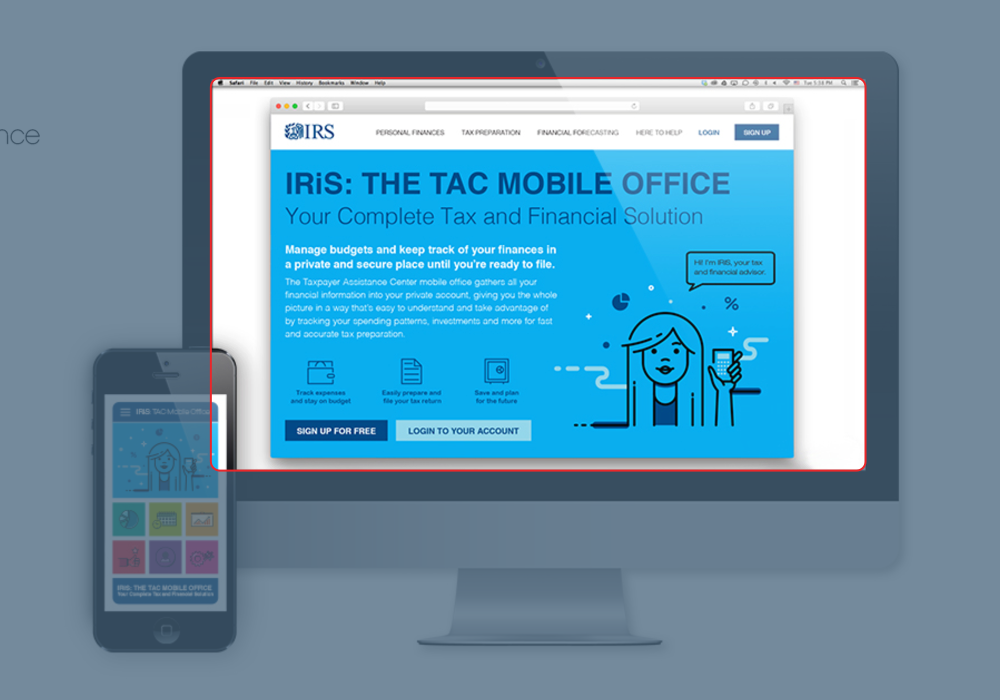 nce
Safari File Edit View History Bookmarks Window Help
Tue 5:08 PM
IRS
PERSONAL FINANCES TAX PREPARATION FINANCIAL FORECASTING HERE TO HELP LOGIN SIGN UP
IRiS: THE TAC MOBILE OFFICE
Your Complete Tax and Financial Solution
Manage budgets and keep track of your finances in
a private and secure place until you're ready to file.
The Taxpayer Assistance Center mobile office gathers all your
financial information into your private account, giving you the whole
picture in a way that's easy to understand and take advantage of
by tracking your spending patterns, investments and more for fast
and accurate tax preparation.
Hi! I'm IRiS, your tax
and financial advisor.
%
Track expenses
and stay on budget
Easily prepare and
file your tax return
Save and plan
for the future
SIGN UP FOR FREE
LOGIN TO YOUR ACCOUNT
IRiS: TAC Mobile Office
IRiS: THE TAC MOBILE OFFICE
Your Complete Tax and Financial Solution